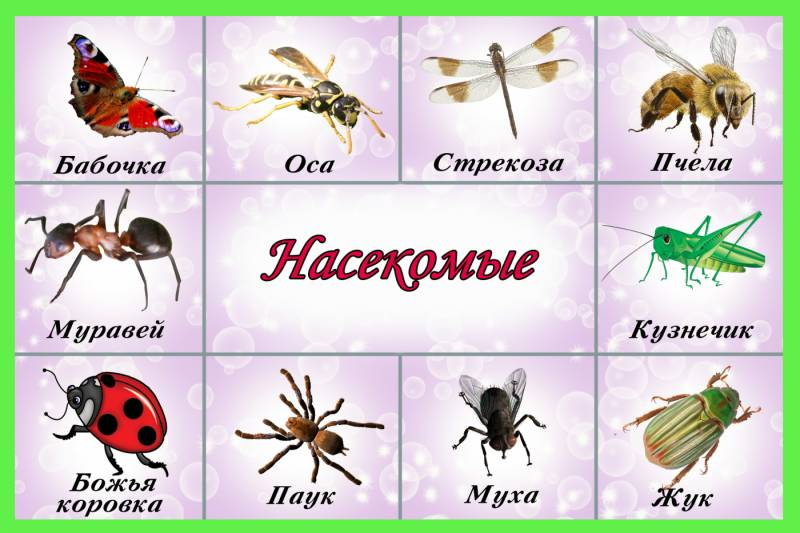 Бабочка
Оса
Стрекоза
Пчела
Муравей
Насекомые
Кузнечик
Божья
коровка
Паук
Муха
Жук